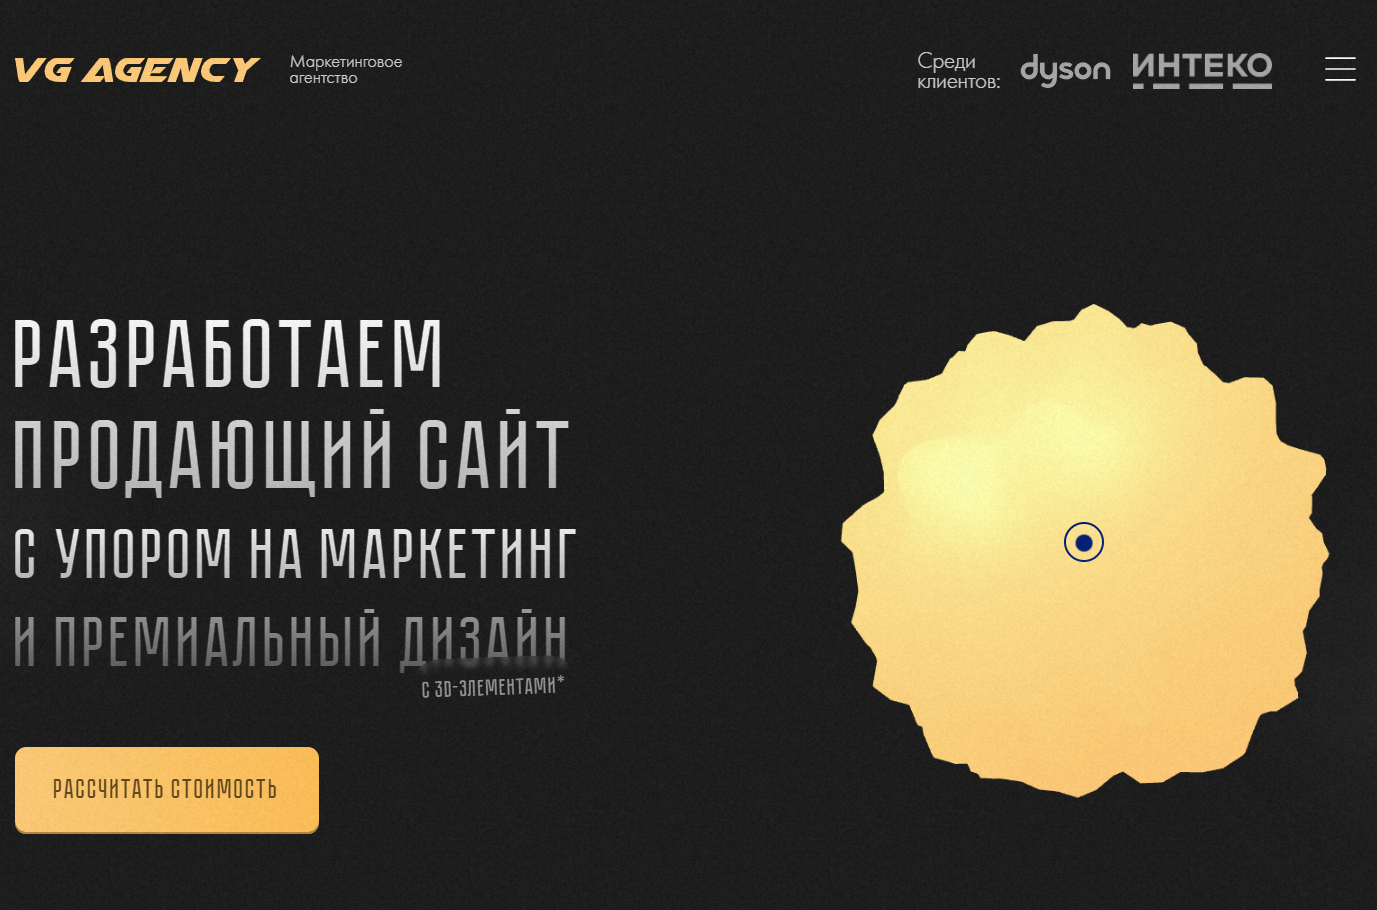 VG AGENCY
Маркетинговое
агентство
Среди
клиентов:
dyson
ИНТЕКО
РАЗРАБОТАЕМ
ПРОДАЮЩИЙ САЙТ
С УПОРОМ НА МАРКЕТИНГ
И ПРЕМИАЛЬНЫЙ ДИЗАЙН
С 3D-ЭЛЕМЕНТАМИ*
РАССЧИТАТЬ СТОИМОСТЬ